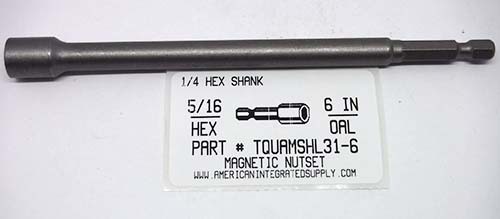 1/4 HEX SHANK
5/16 6 IN
HEX OAL
PART # TQUAMSHL31-6
MAGNETIC NUTSET
WWW.AMERICANINTEGRATEDSUPPLY.COM